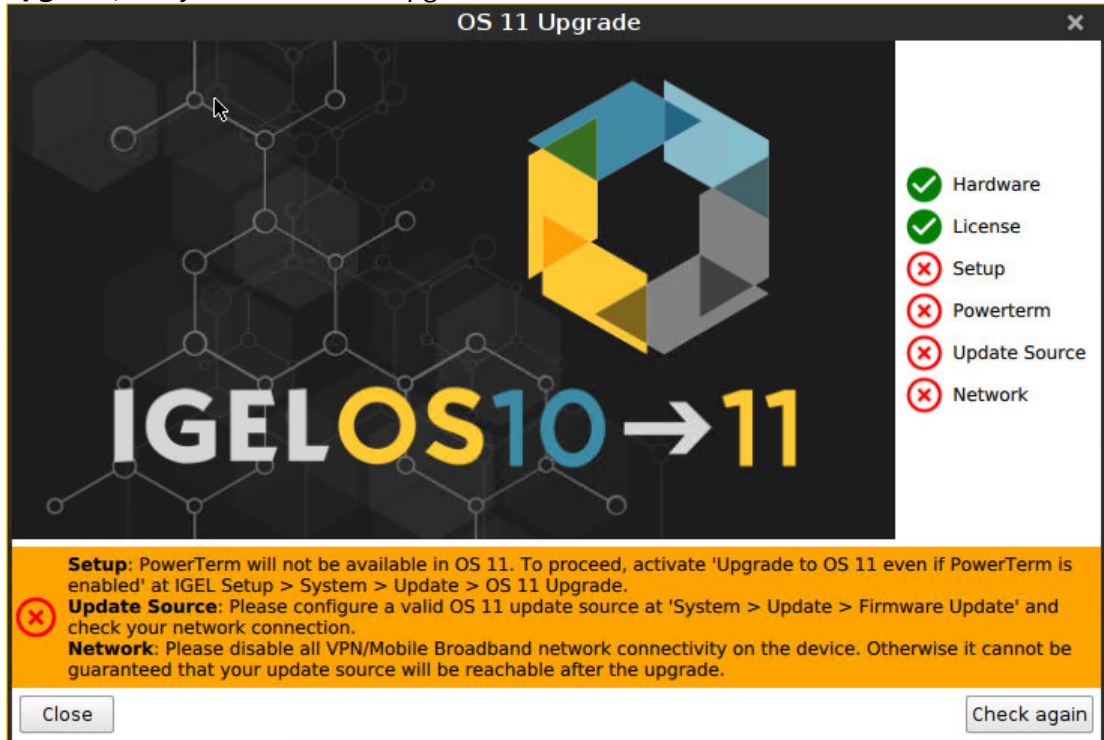 OS 11 Upgrade
Hardware
License
Setup
Powerterm
Update Source
Network
IGEL OS 10 → 11
Setup: PowerTerm will not be available in OS 11. To proceed, activate 'Upgrade to OS 11 even if PowerTerm is
enabled' at IGEL Setup > System > Update > OS 11 Upgrade.
Update Source: Please configure a valid OS 11 update source at 'System > Update > Firmware Update' and
check your network connection.
Network: Please disable all VPN/Mobile Broadband network connectivity on the device. Otherwise it cannot be
guaranteed that your update source will be reachable after the upgrade.
Close
Check again